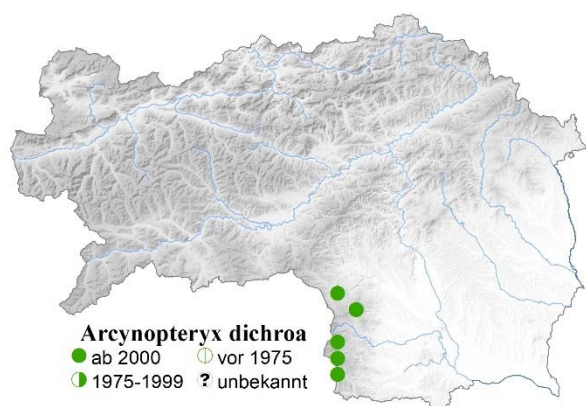 Arcynopteryx dichroa
ab 2000 vor 1975
1975-1999 ? unbekannt